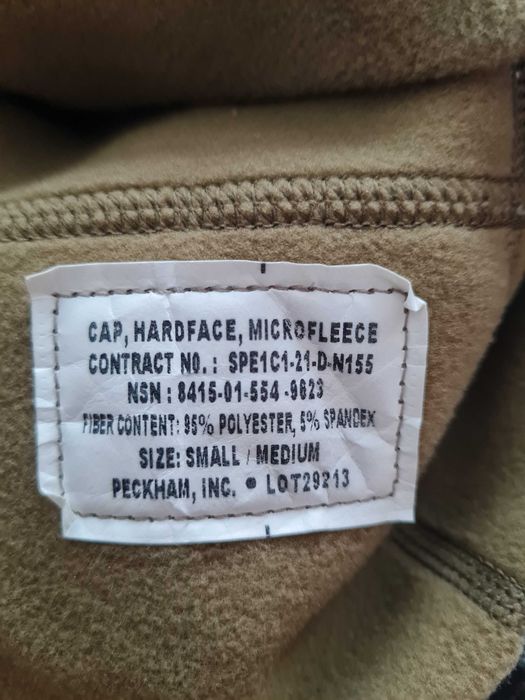 CAP, HARDFACE, MICROFLEECE
CONTRACT NO.: SPE1C1-21-D-N155
NSN: 8415-01-554-9623
FIBER CONTENT: 95% POLYESTER, 5% SPANDEX
SIZE: SMALL / MEDIUM
PECKHAM, INC. • LOT29213